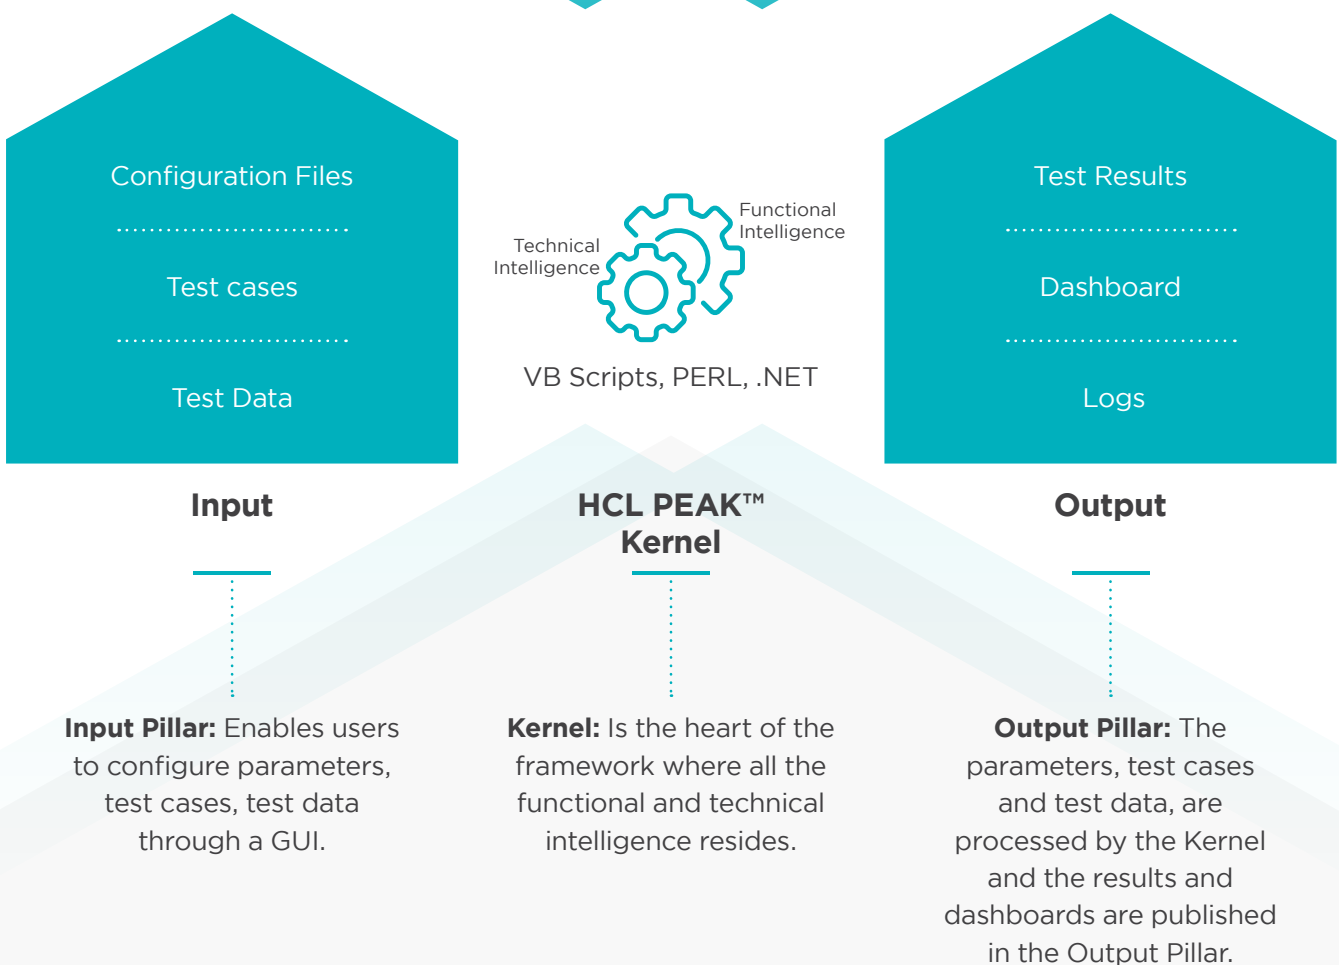 Configuration Files
Test cases
Test Data
Technical
Intelligence
Functional
Intelligence
VB Scripts, PERL, .NET
Test Results
Dashboard
Logs
Input
HCL PEAK™
Kernel
Output
Input Pillar: Enables users
to configure parameters,
test cases, test data
through a GUI.
Kernel: Is the heart of the
framework where all the
functional and technical
intelligence resides.
Output Pillar: The
parameters, test cases
and test data, are
processed by the Kernel
and the results and
dashboards are published
in the Output Pillar.